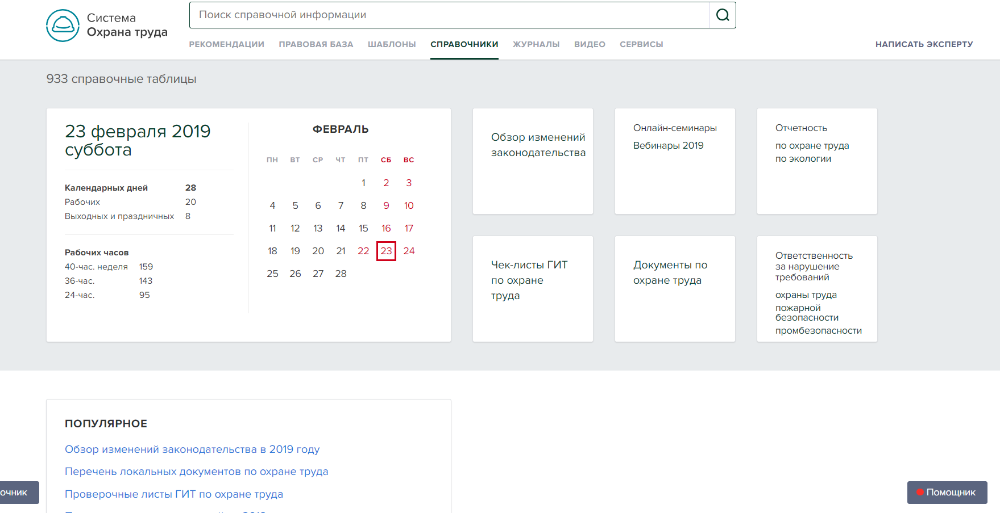 Система
Охрана труда
Поиск справочной информации
РЕКОМЕНДАЦИИ ПРАВОВАЯ БАЗА ШАБЛОНЫ СПРАВОЧНИКИ ЖУРНАЛЫ ВИДЕО СЕРВИСЫ НАПИСАТЬ ЭКСПЕРТУ
933 справочные таблицы
23 февраля 2019
суббота
Календарных дней 28
Рабочих 20
Выходных и праздничных 8
Рабочих часов
40-час. неделя 159
36-час. 143
24-час. 95
ФЕВРАЛЬ
ПН ВТ СР ЧТ ПТ СБ ВС
1 2 3
4 5 6 7 8 9 10
11 12 13 14 15 16 17
18 19 20 21 22 23 24
25 26 27 28
Обзор изменений
законодательства
Онлайн-семинары
Вебинары 2019
Отчетность
по охране труда
по экологии
Чек-листы ГИТ
по охране
труда
Документы по
охране труда
Ответственность
за нарушение
требований
охраны труда
пожарной
безопасности
промбезопасности
ПОПУЛЯРНОЕ
Обзор изменений законодательства в 2019 году
Перечень локальных документов по охране труда
Проверочные листы ГИТ по охране труда
очник
Помощник